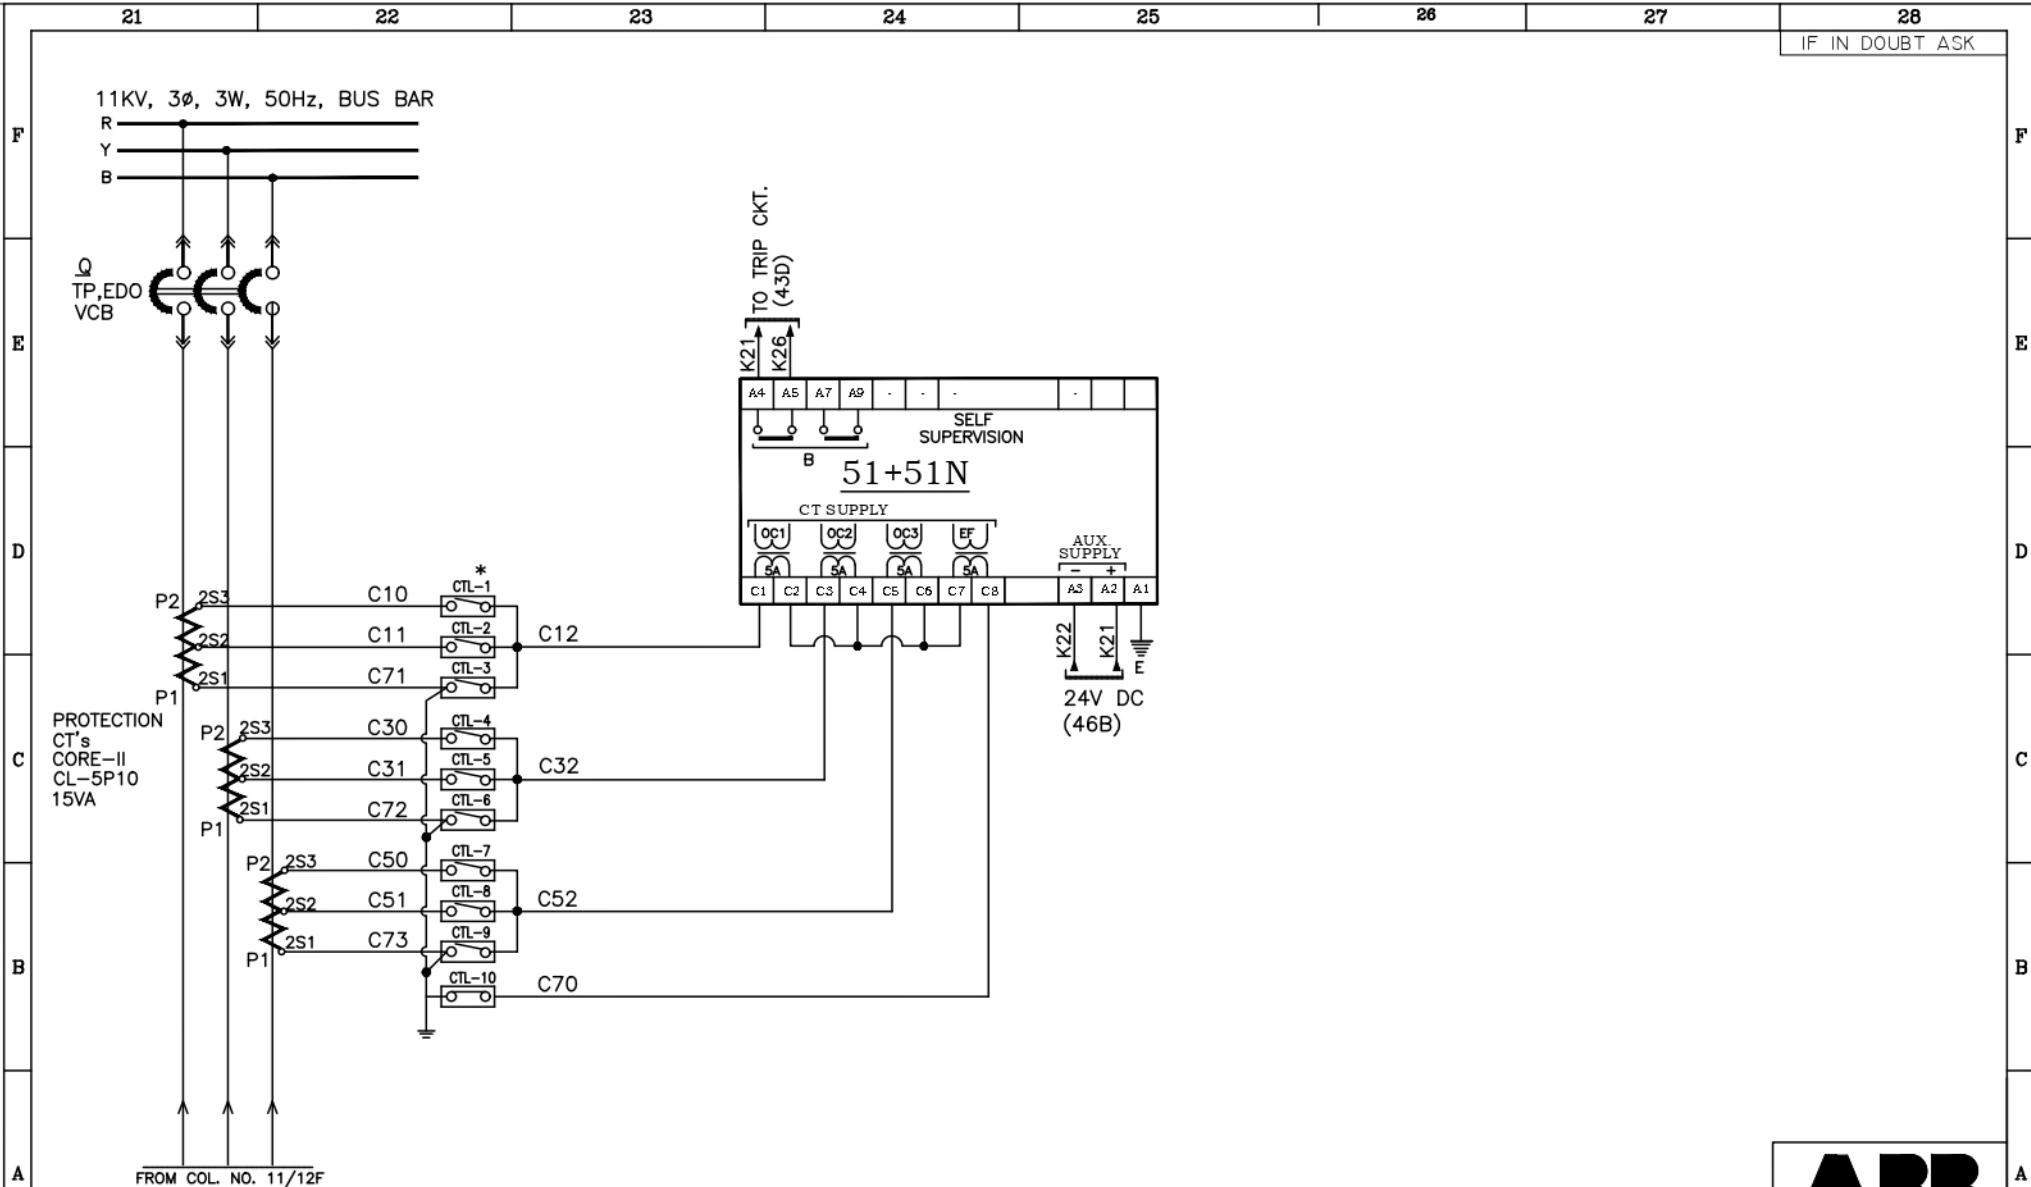 21 22 23 24 25 26 27 28
IF IN DOUBT ASK
11KV, 3ø, 3W, 50Hz, BUS BAR
R
F F
Y
B
TO TRIP CKT.
(43D)
Q
TP,EDO
VCB
E E
K21 K26
A4 A5 A7 A9 - - - -
SELF
SUPERVISION
B
51+51N
CT SUPPLY
OC1 OC2 OC3 EF
AUX.
SUPPLY
D D
5A 5A 5A 5A - +
C1 C2 C3 C4 C5 C6 C7 C8 A3 A2 A1
*
P2 2S3 C10 CTL-1
2S2 C11 CTL-2 C12
K22 K21
E
2S1 C71 CTL-3
P1
24V DC
(46B)
PROTECTION
CT's
CORE-II
CL-5P10
15VA
P2 2S3 C30 CTL-4
C C
2S2 C31 CTL-5 C32
2S1 C72 CTL-6
P1
P2 2S3 C50 CTL-7
2S2 C51 CTL-8 C52
2S1 C73 CTL-9
P1
B B
CTL-10 C70
FROM COL. NO. 11/12F
A A
ABB